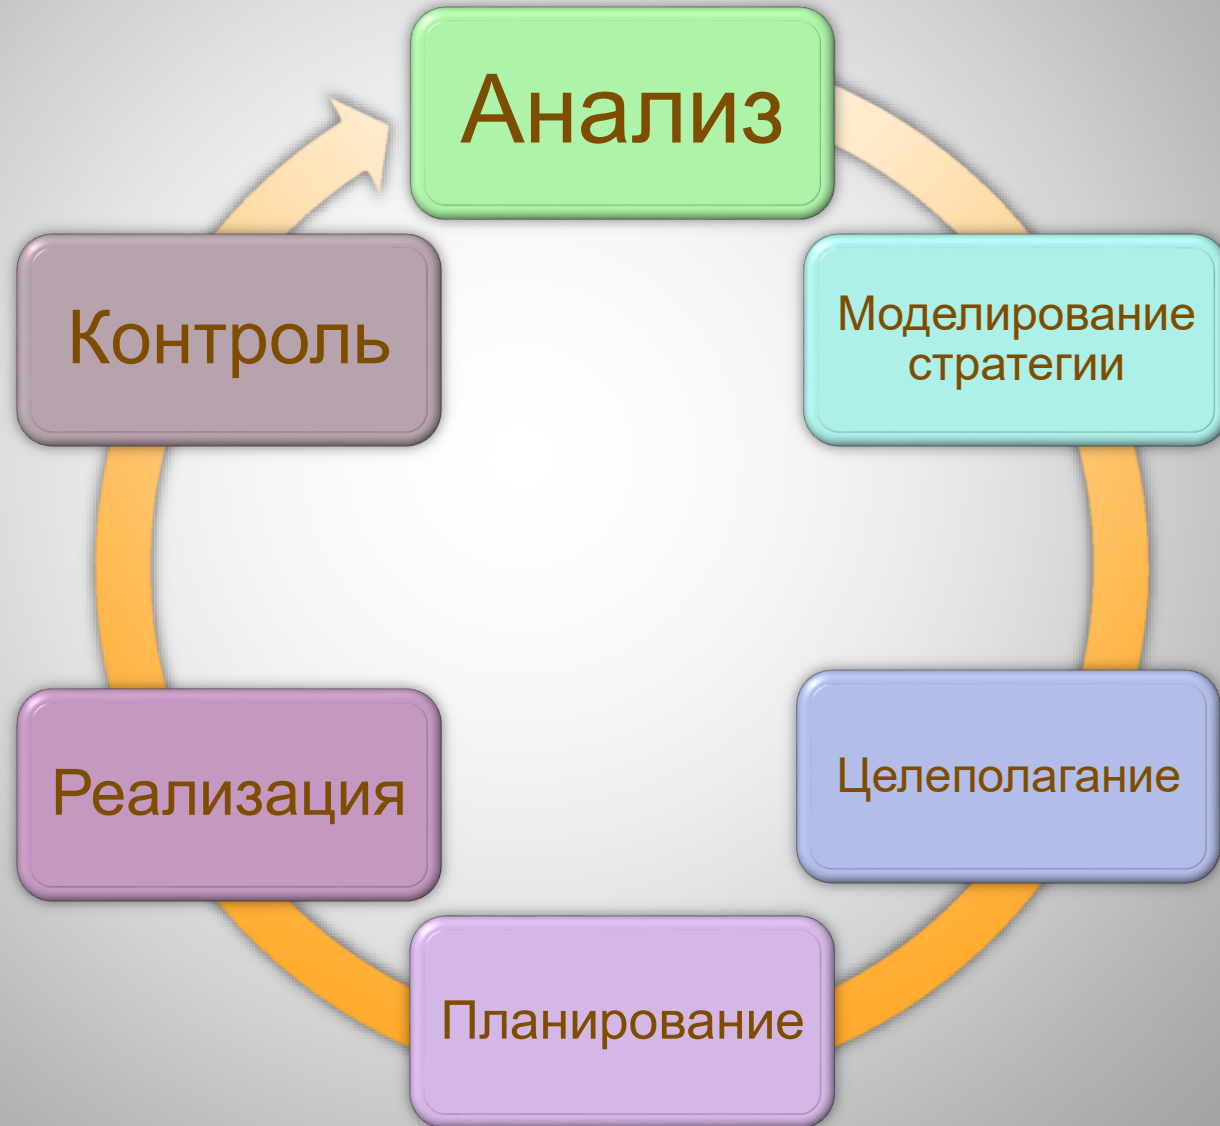 Анализ
Моделирование
стратегии
Целеполагание
Планирование
Реализация
Контроль